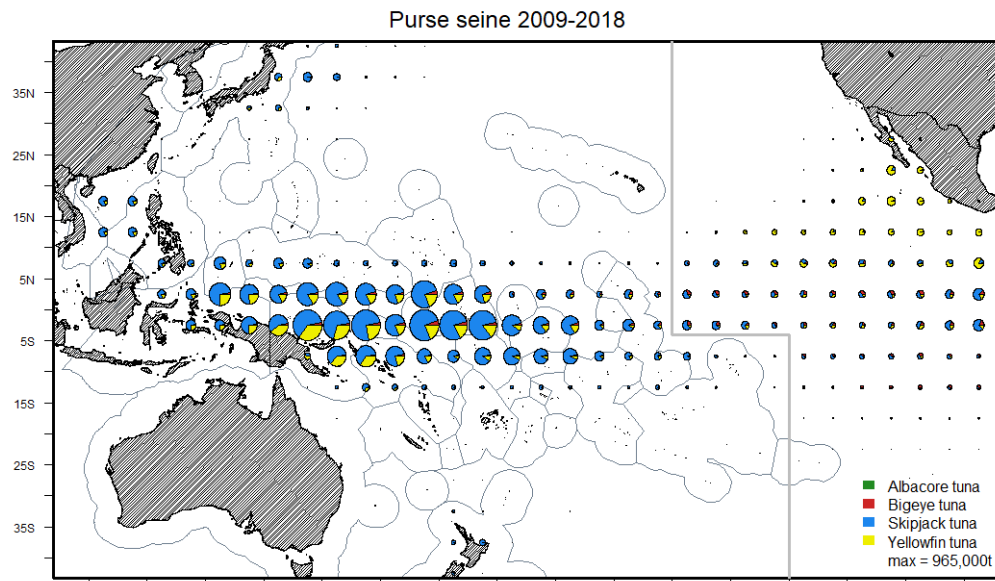 Purse seine 2009-2018
35N
25N
15N
5N
5S
15S
25S
35S
Albacore tuna
Bigeye tuna
Skipjack tuna
Yellowfin tuna
max = 965,000t